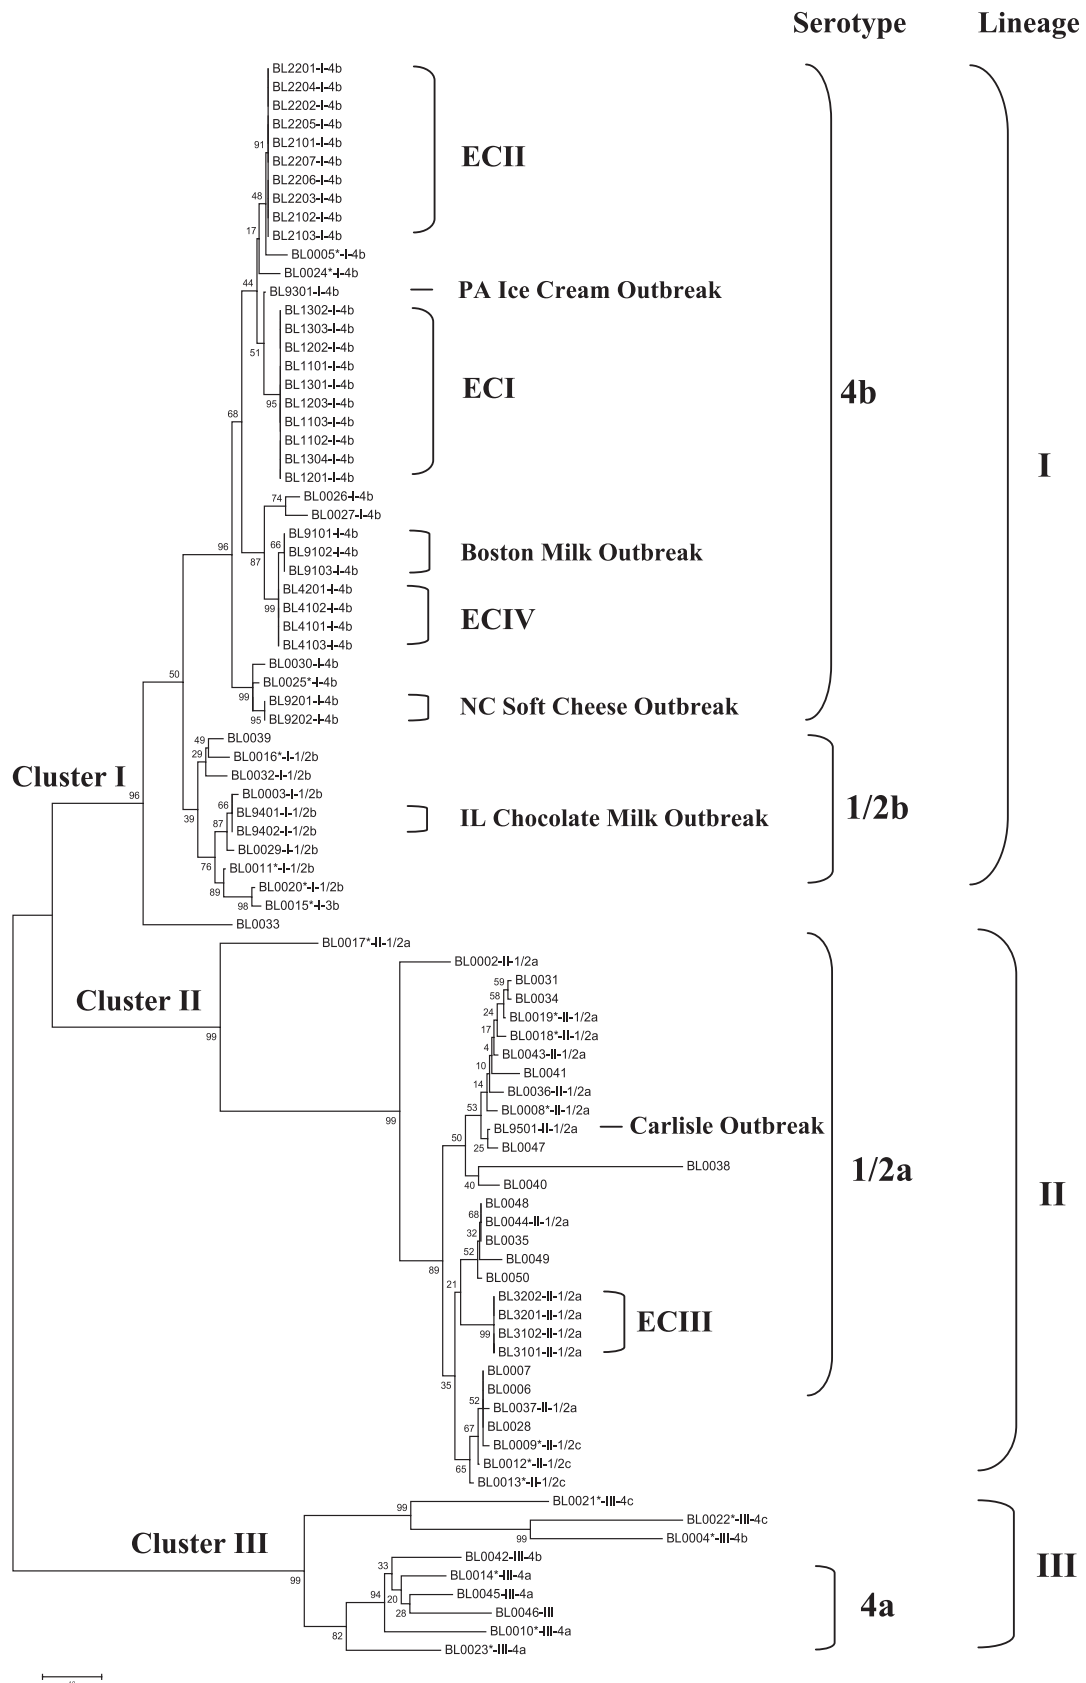 Serotype Lineage
BL2201-I-4b
BL2204-I-4b
BL2202-I-4b
BL2205-I-4b
BL2101-I-4b
91
ECII
BL2207-I-4b
BL2206-I-4b
BL2203-I-4b
48
BL2102-I-4b
BL2103-I-4b
17
BL0005*-I-4b
BL0024*-I-4b
44
BL9301-I-4b
PA Ice Cream Outbreak
BL1302-I-4b
BL1303-I-4b
BL1202-I-4b
51
BL1101-I-4b
BL1301-I-4b
ECI
4b
BL1203-I-4b
95
BL1103-I-4b
68
BL1102-I-4b
BL1304-I-4b
I
BL1201-I-4b
BL0026-I-4b
74
BL0027-I-4b
BL9101-I-4b
66
BL9102-I-4b
96
87
Boston Milk Outbreak
BL9103-I-4b
BL4201-I-4b
BL4102-I-4b
99
ECIV
BL4101-I-4b
BL4103-I-4b
BL0030-I-4b
50
BL0025*-I-4b
99
BL9201-I-4b
NC Soft Cheese Outbreak
BL9202-I-4b
95
BL0039
49
29
BL0016*-I-1/2b
BL0032-I-1/2b
Cluster I
96
BL0003-I-1/2b
66
BL9401-I-1/2b
39
IL Chocolate Milk Outbreak
1/2b
BL9402-I-1/2b
87
BL0029-I-1/2b
76
BL0011*-I-1/2b
BL0020*-I-1/2b
89
BL0015*-I-3b
98
BL0033
BL0017*-II-1/2a
BL0002-II-1/2a
BL0031
59
BL0034
58
Cluster II
BL0019*-II-1/2a
24
BL0018*-II-1/2a
17
99
BL0043-II-1/2a
4
BL0041
10
BL0036-II-1/2a
14
BL0008*-II-1/2a
53
BL9501-II-1/2a
99
Carlisle Outbreak
BL0047
50
25
BL0038
1/2a
BL0040
40
II
BL0048
68
BL0044-II-1/2a
32
BL0035
52
BL0049
89
BL0050
21
BL3202-II-1/2a
BL3201-II-1/2a
ECIII
BL3102-II-1/2a
99
BL3101-II-1/2a
BL0007
35
BL0006
52
BL0037-II-1/2a
BL0028
67
BL0009*-II-1/2c
BL0012*-II-1/2c
65
BL0013*-II-1/2c
BL0021*-III-4c
99
BL0022*-III-4c
BL0004*-III-4b
99
Cluster III
BL0042-III-4b
33
III
BL0014*-III-4a
99
94
BL0045-III-4a
20
4a
BL0046-III
28
BL0010*-III-4a
82
BL0023*-III-4a